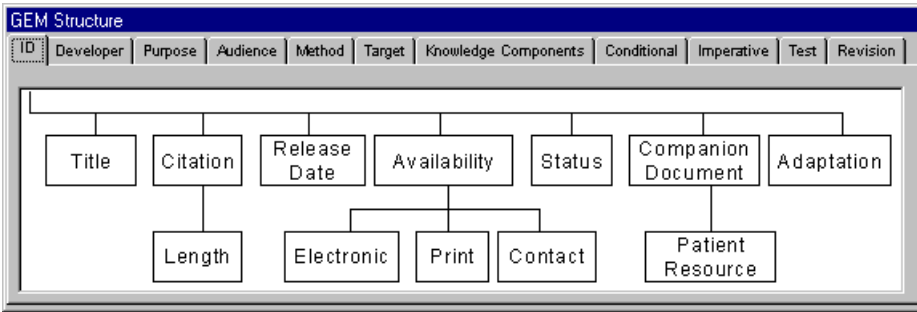 GEM Structure
ID Developer Purpose Audience Method Target Knowledge Components Conditional Imperative Test Revision
Title Citation Release Date Availability Status Companion Document Adaptation
Length Electronic Print Contact Patient Resource